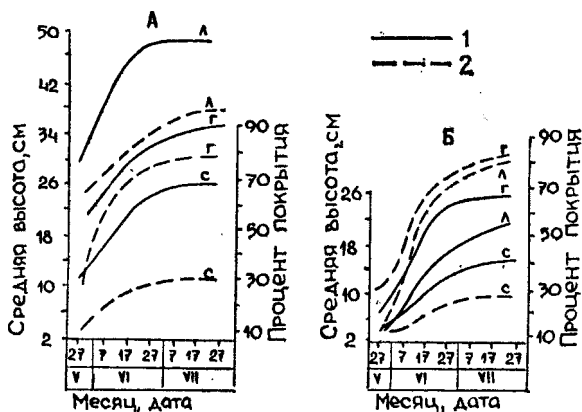 А
Средняя высота, см
50
42
34
26
18
10
2
л
л
г
г
с
с
Процент покрытия
90
70
50
30
10
27 7 17 27 7 17 27
V VI VII
Месяц, дата
1
2
Б
Средняя высота, см
26
18
10
2
г
л
г
л
с
с
Процент покрытия
90
70
50
30
10
27 7 17 27 7 17 27
V VI VII
Месяц, дата